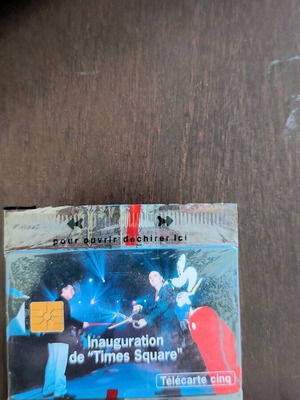 pour ouvrir déchirer ici
Inauguration
de "Times Square"
Télécarte cinq